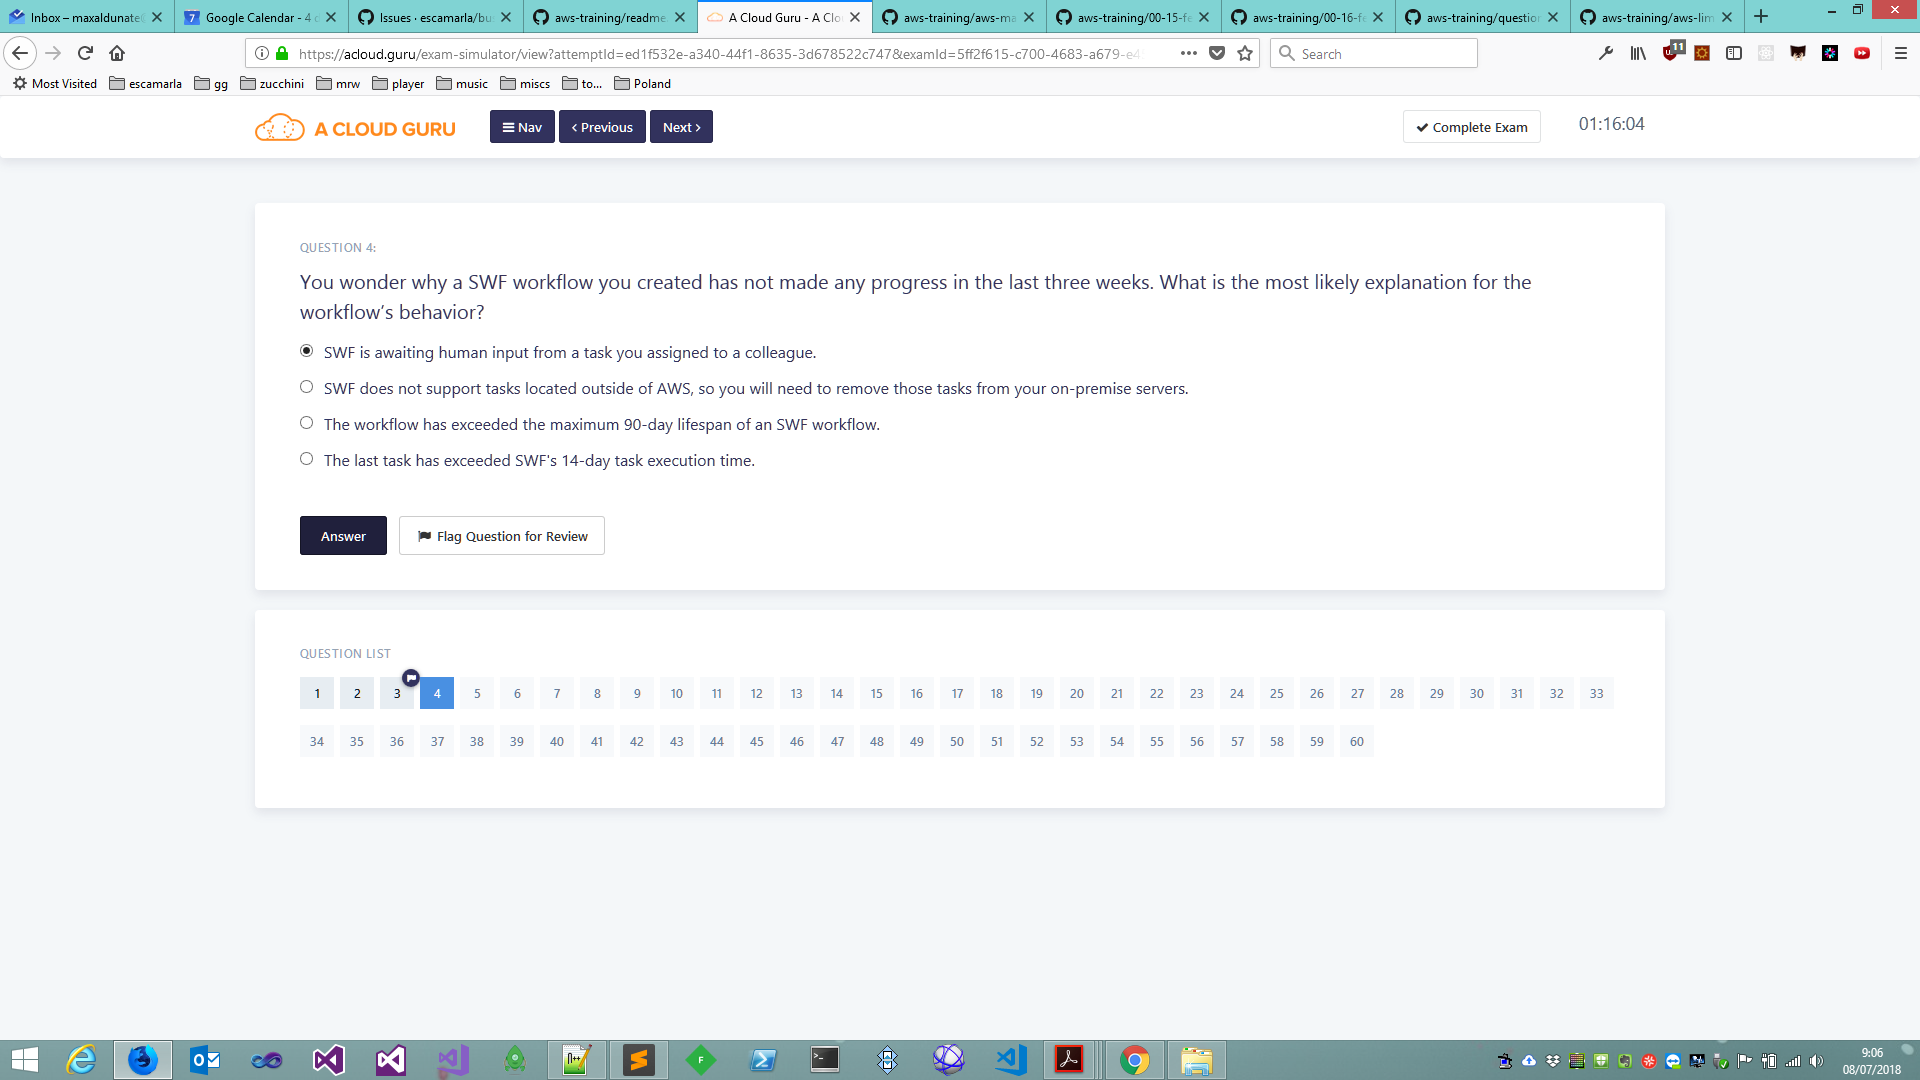 Inbox – maxaldunate
Google Calendar - 4
Issues · escamarla/bu
aws-training/readme
A Cloud Guru - A Clo
aws-training/aws-ma
aws-training/00-15-fe
aws-training/00-16-fe
aws-training/question
aws-training/aws-lim
https://acloud.guru/exam-simulator/view?attemptId=ed1f532e-a340-44f1-8635-3d678522c747&examId=5ff2f615-c700-4683-a679-e4
Search
11
Most Visited escamarla gg zucchini mrw player music miscs to... Poland
A CLOUD GURU
Nav Previous Next
Complete Exam
01:16:04
QUESTION 4:
You wonder why a SWF workflow you created has not made any progress in the last three weeks. What is the most likely explanation for the
workflow’s behavior?
SWF is awaiting human input from a task you assigned to a colleague.
SWF does not support tasks located outside of AWS, so you will need to remove those tasks from your on-premise servers.
The workflow has exceeded the maximum 90-day lifespan of an SWF workflow.
The last task has exceeded SWF's 14-day task execution time.
Answer
Flag Question for Review
QUESTION LIST
1 2 3 4 5 6 7 8 9 10 11 12 13 14 15 16 17 18 19 20 21 22 23 24 25 26 27 28 29 30 31 32 33
34 35 36 37 38 39 40 41 42 43 44 45 46 47 48 49 50 51 52 53 54 55 56 57 58 59 60
9:06
08/07/2018